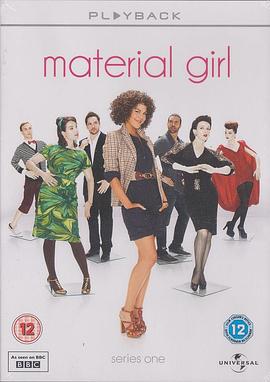 PLAYBACK
material girl
12
12
As seen on BBC
BBC
series one
UNIVERSAL